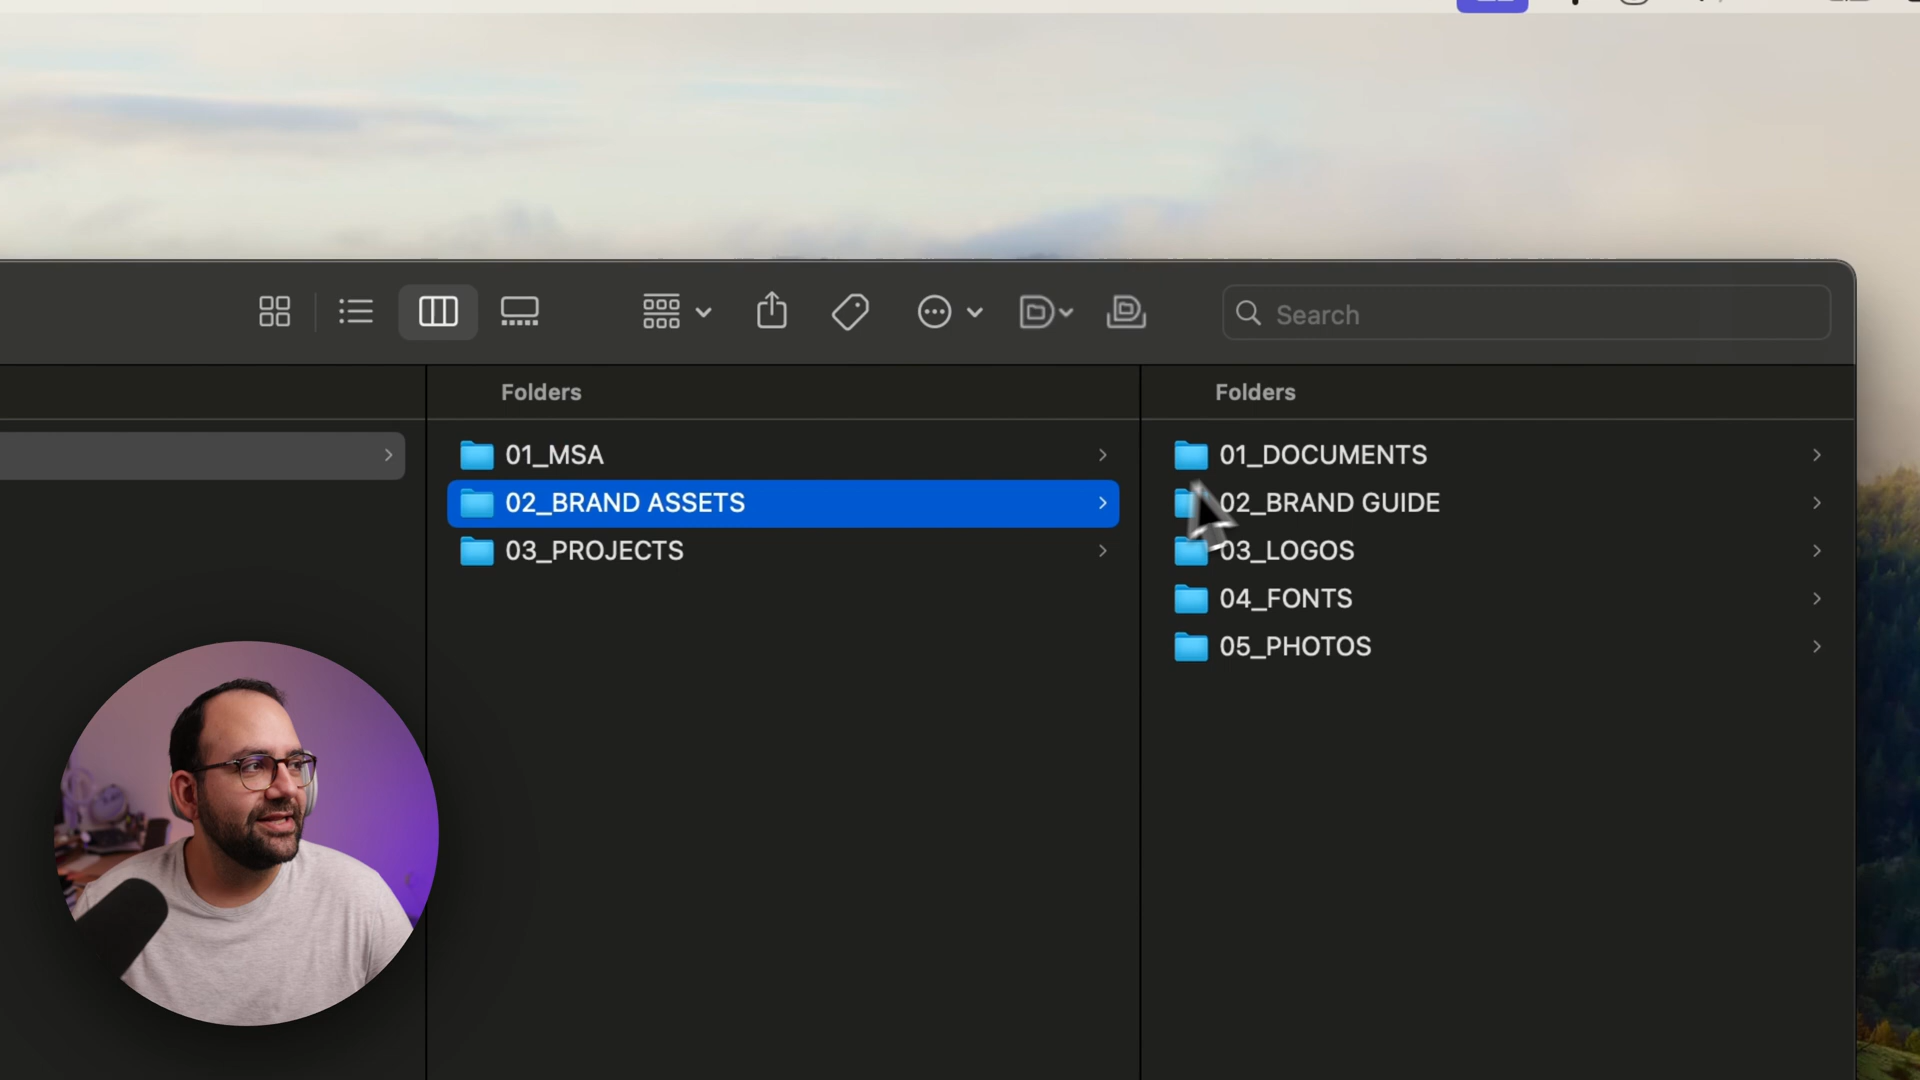 Search
Folders
01_MSA
02_BRAND ASSETS
03_PROJECTS
Folders
01_DOCUMENTS
02_BRAND GUIDE
03_LOGOS
04_FONTS
05_PHOTOS